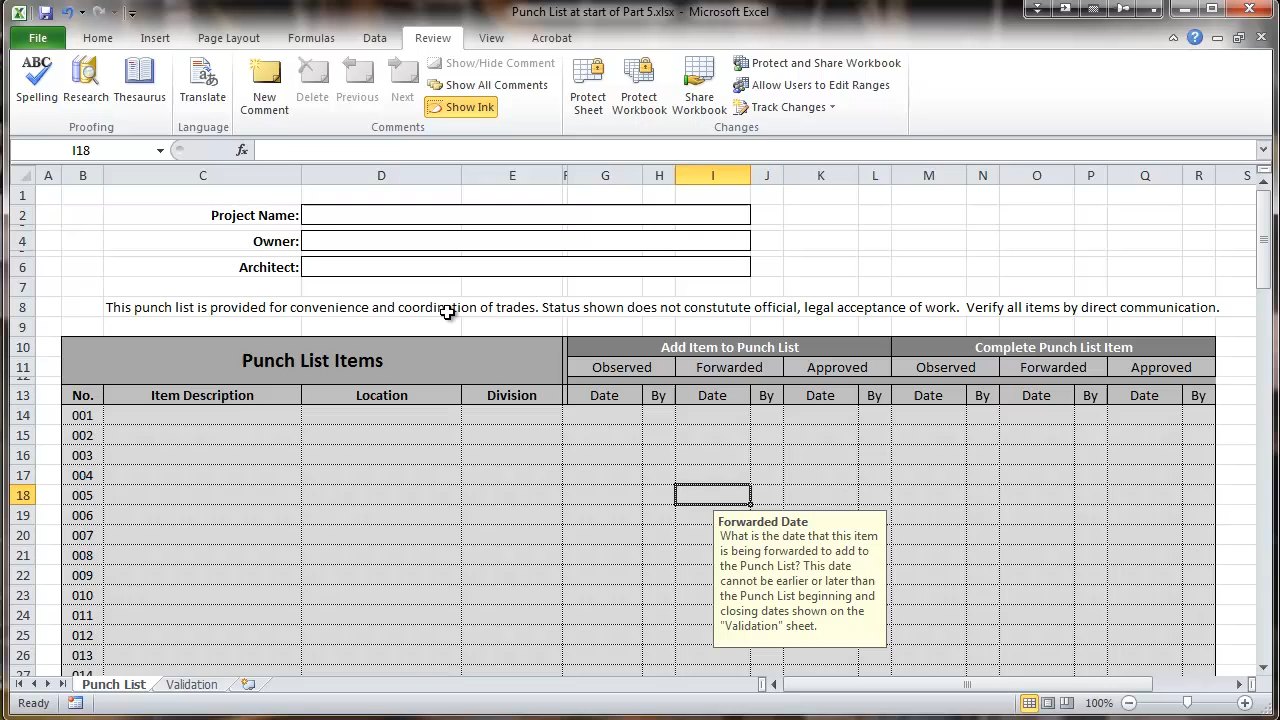 Punch List at start of Part 5.xlsx - Microsoft Excel
File Home Insert Page Layout Formulas Data Review View Acrobat
ABC
Spelling Research Thesaurus Translate New Comment Delete Previous Next
Show/Hide Comment
Show All Comments
Show Ink
Protect Sheet Protect Workbook Share Workbook
Protect and Share Workbook
Allow Users to Edit Ranges
Track Changes
Proofing Language Comments Changes
I18 fx
A B C D E F G H I J K L M N O P Q R S
1
2 Project Name:
4 Owner:
6 Architect:
7
8 This punch list is provided for convenience and coordination of trades. Status shown does not constutute official, legal acceptance of work. Verify all items by direct communication.
9
10 Punch List Items Add Item to Punch List Complete Punch List Item
11 Observed Forwarded Approved Observed Forwarded Approved
13 No. Item Description Location Division Date By Date By Date By Date By Date By Date By
14 001
15 002
16 003
17 004
18 005
19 006
20 007
21 008
22 009
23 010
24 011
25 012
26 013
27 014
Forwarded Date
What is the date that this item
is being forwarded to add to
the Punch List? This date
cannot be earlier or later than
the Punch List beginning and
closing dates shown on the
"Validation" sheet.
Punch List Validation
Ready 100%